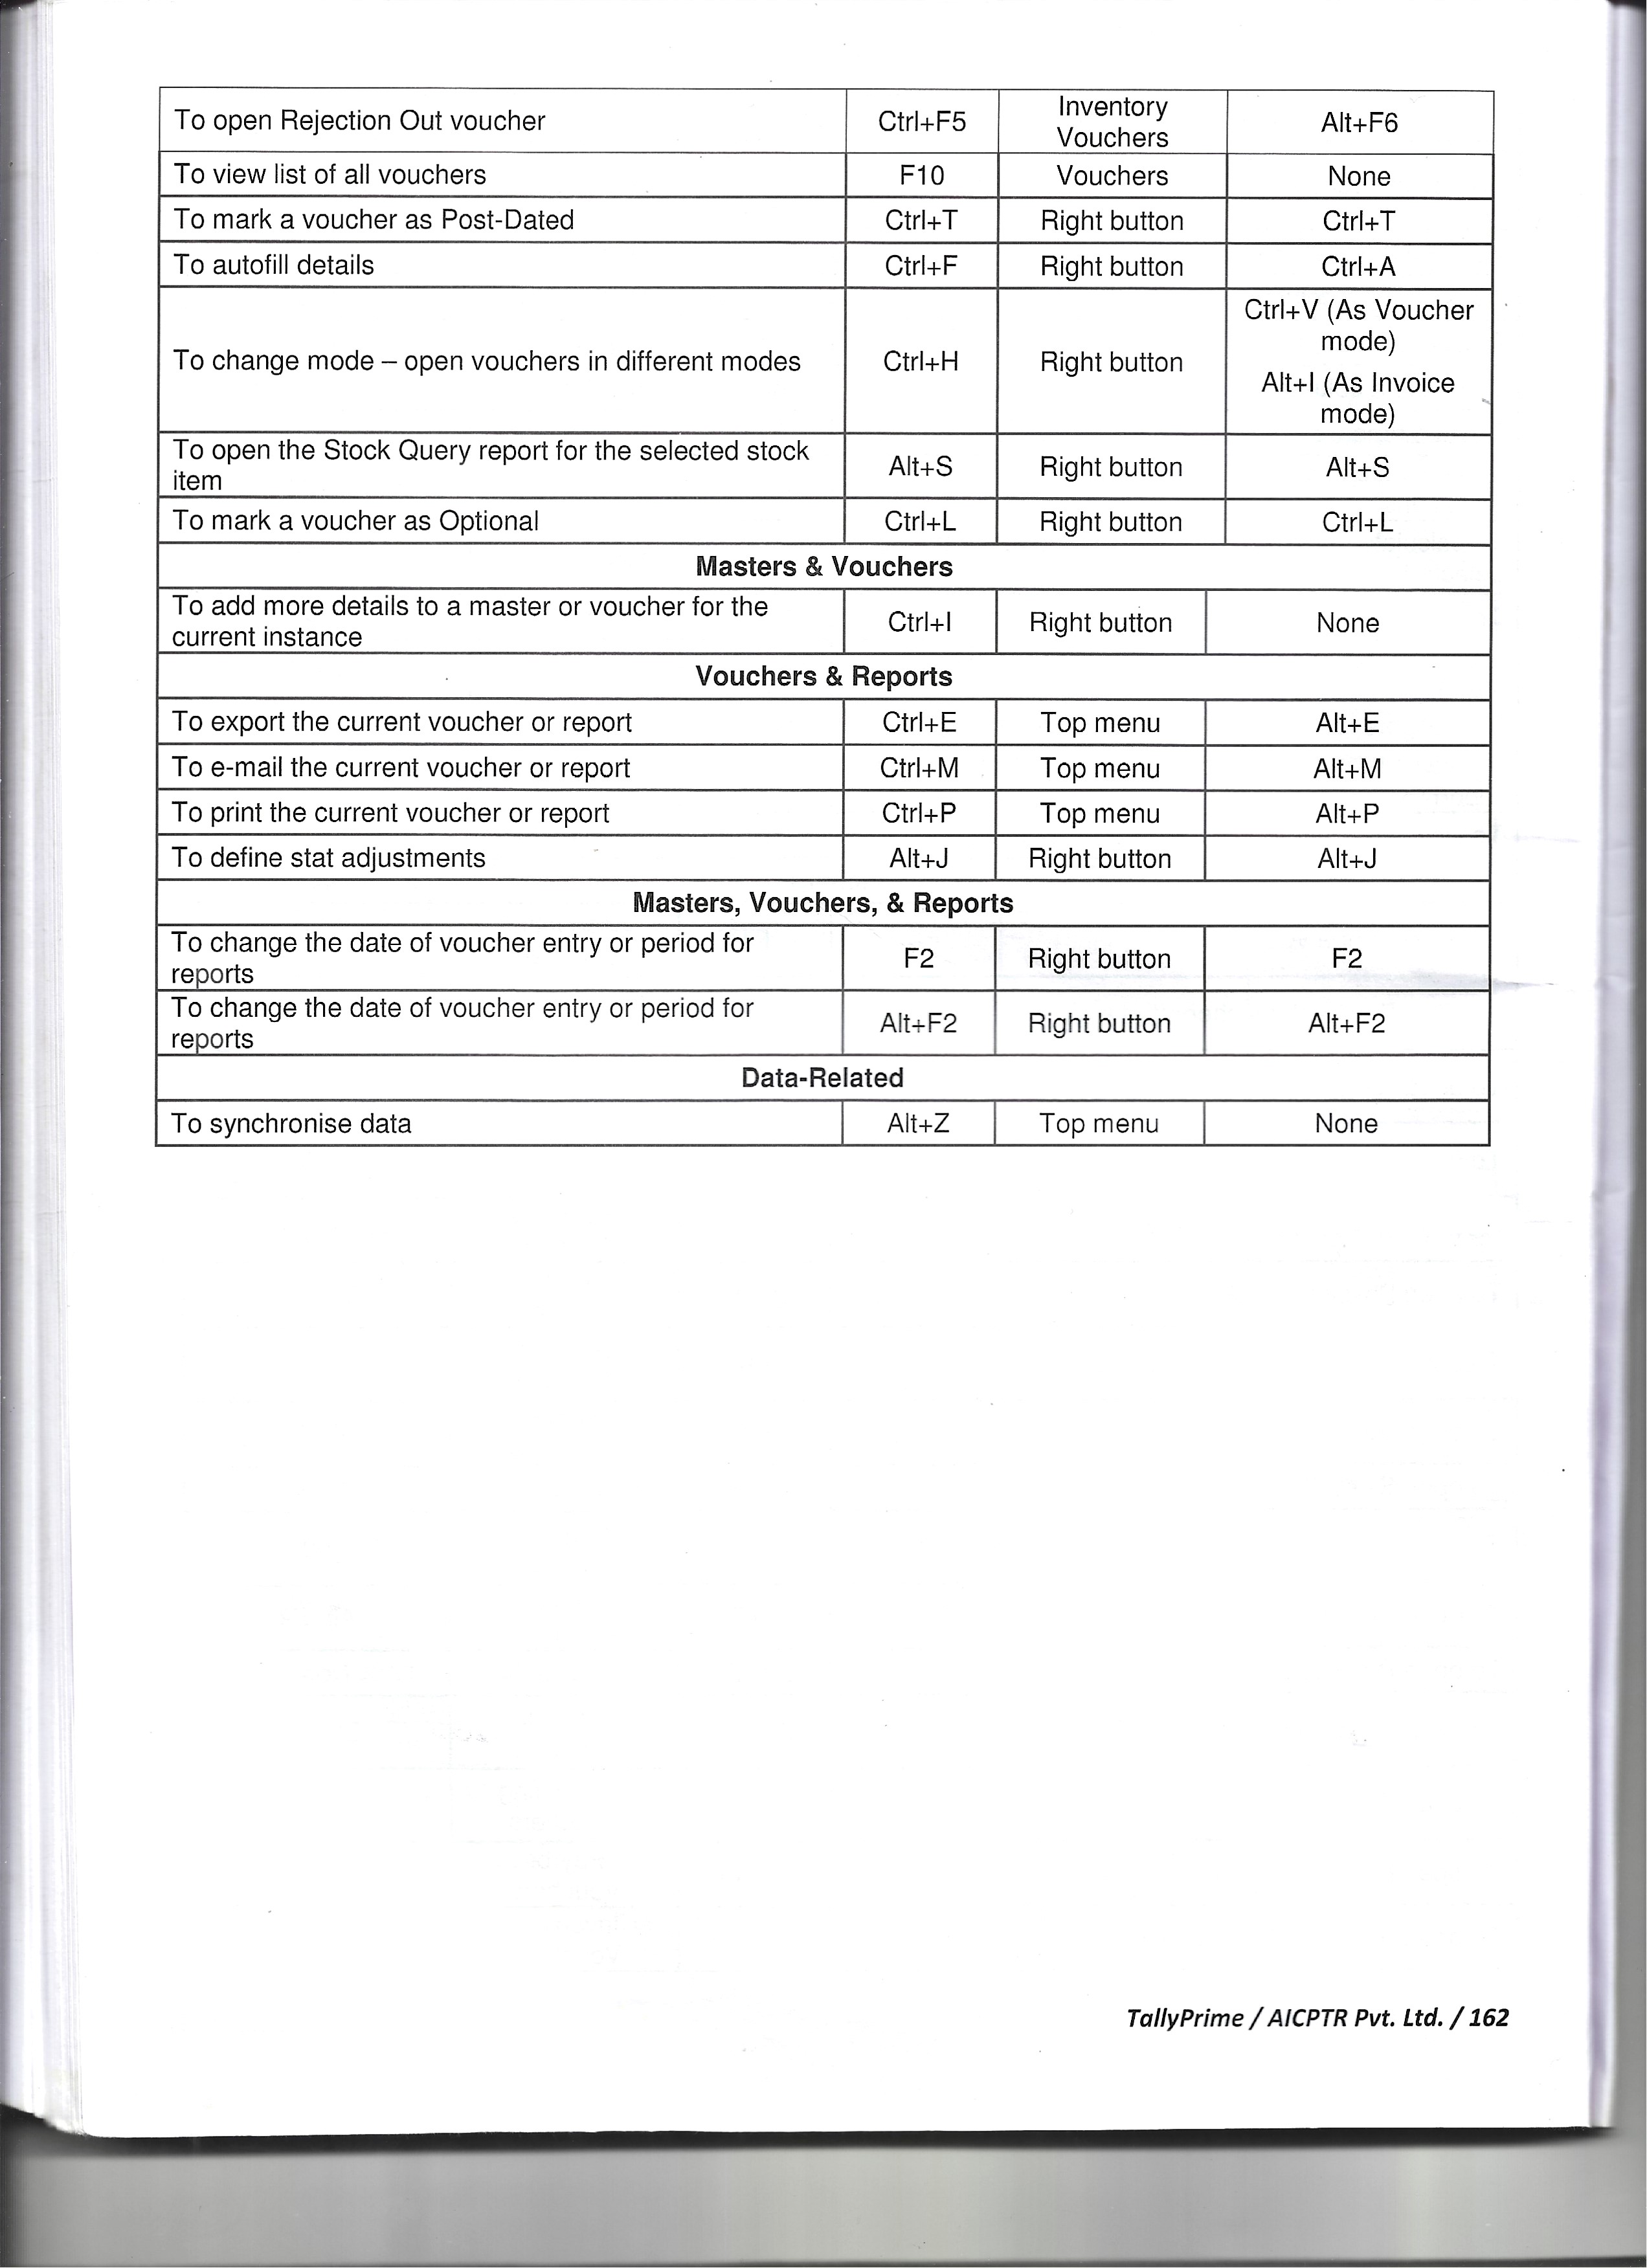 To open Rejection Out voucher Ctrl+F5 Inventory Vouchers Alt+F6
To view list of all vouchers F10 Vouchers None
To mark a voucher as Post-Dated Ctrl+T Right button Ctrl+T
To autofill details Ctrl+F Right button Ctrl+A
To change mode – open vouchers in different modes Ctrl+H Right button Ctrl+V (As Voucher mode) Alt+I (As Invoice mode)
To open the Stock Query report for the selected stock item Alt+S Right button Alt+S
To mark a voucher as Optional Ctrl+L Right button Ctrl+L
Masters & Vouchers
To add more details to a master or voucher for the current instance Ctrl+I Right button None
Vouchers & Reports
To export the current voucher or report Ctrl+E Top menu Alt+E
To e-mail the current voucher or report Ctrl+M Top menu Alt+M
To print the current voucher or report Ctrl+P Top menu Alt+P
To define stat adjustments Alt+J Right button Alt+J
Masters, Vouchers, & Reports
To change the date of voucher entry or period for reports F2 Right button F2
To change the date of voucher entry or period for reports Alt+F2 Right button Alt+F2
Data-Related
To synchronise data Alt+Z Top menu None
TallyPrime / AICPTR Pvt. Ltd. / 162